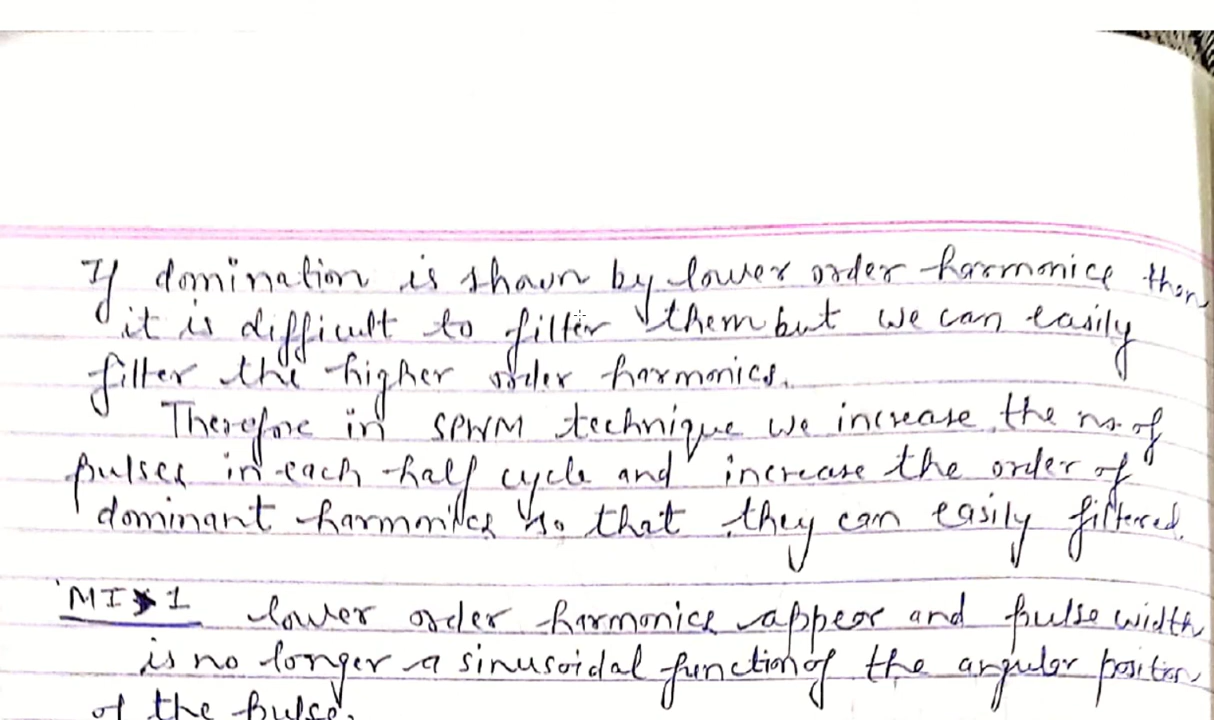 If domination is shown by lower order harmonics then
it is difficult to filter them but we can easily
filter the higher order harmonics.
Therefore in SPWM technique we increase the no. of
pulses in each half cycle and increase the order of
dominant harmonics so that they can easily filtered.
MI > 1 lower order harmonics appear and pulse width
is no longer a sinusoidal function of the angular position
of the pulse.